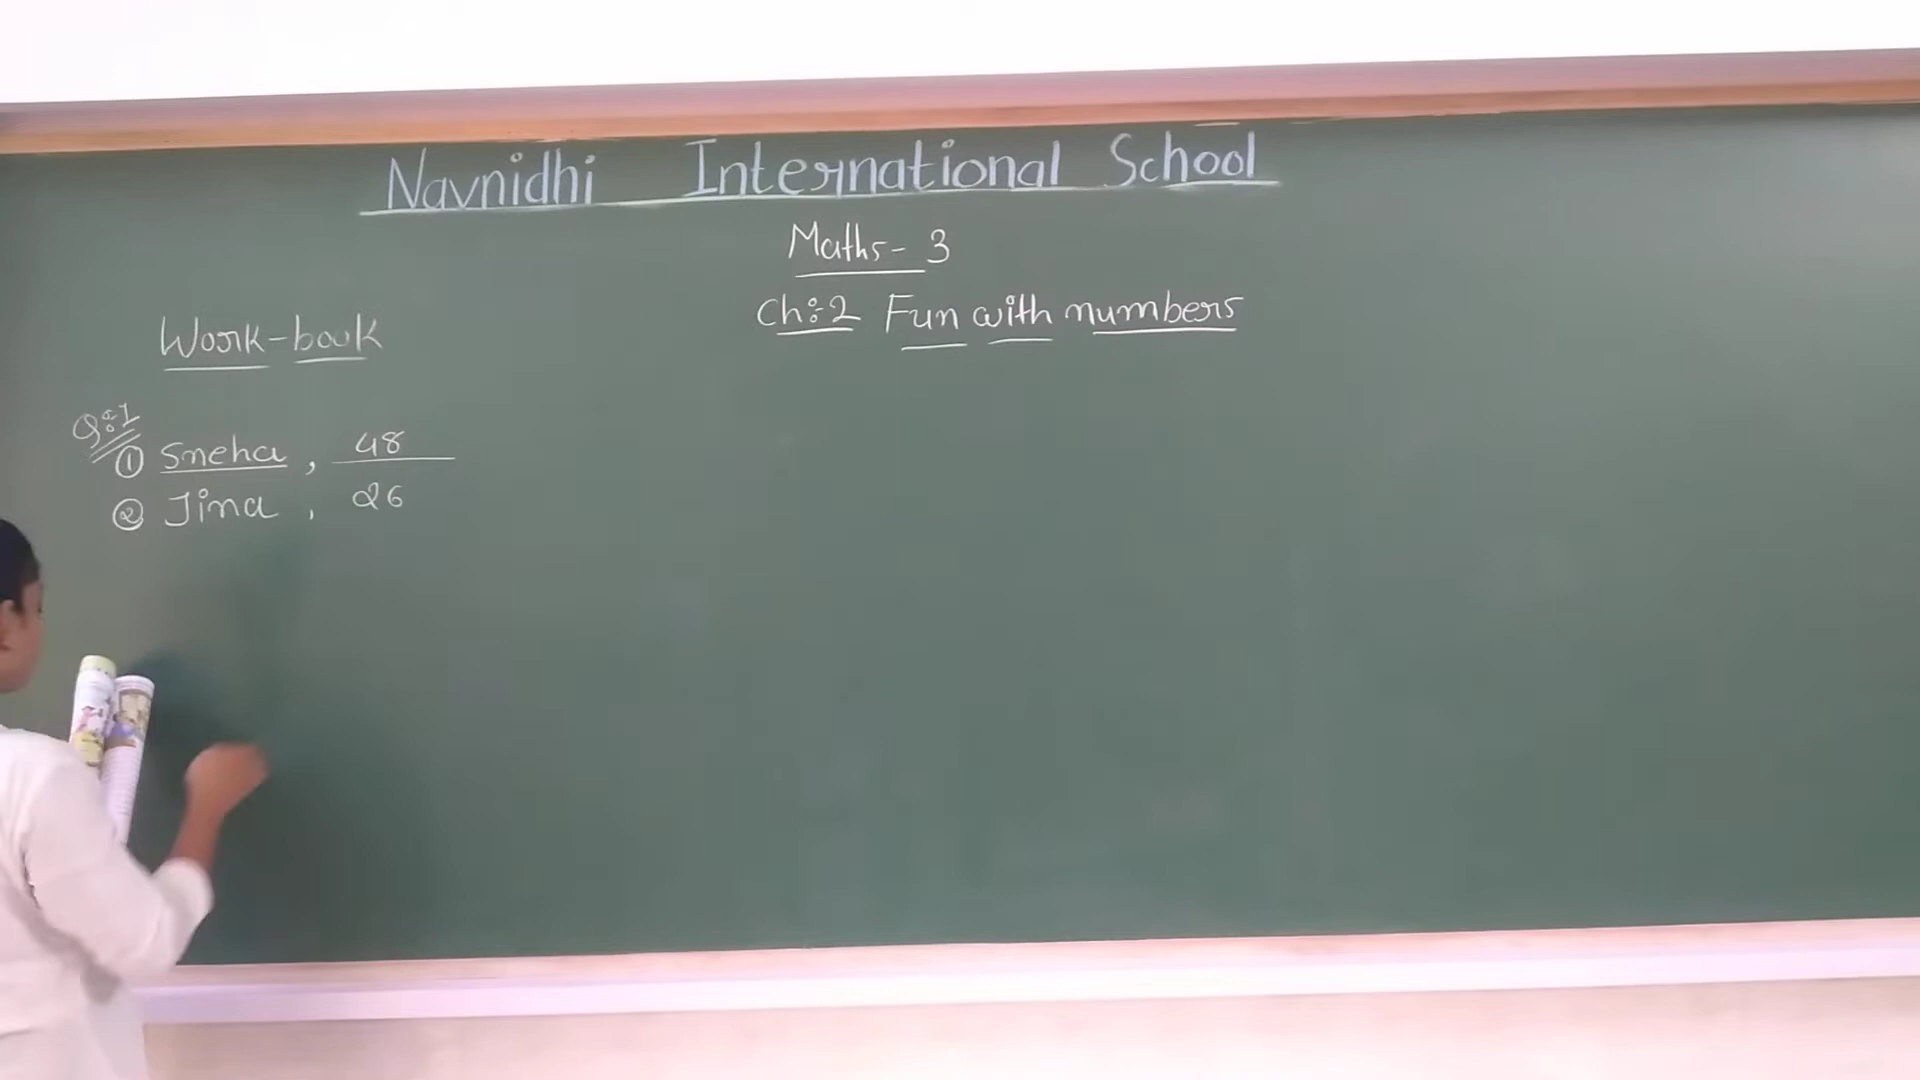 Navnidhi International School
Maths- 3
Ch:2 Fun with numbers
Work-book
Q:1
① Sneha, 48
② Jina, 26